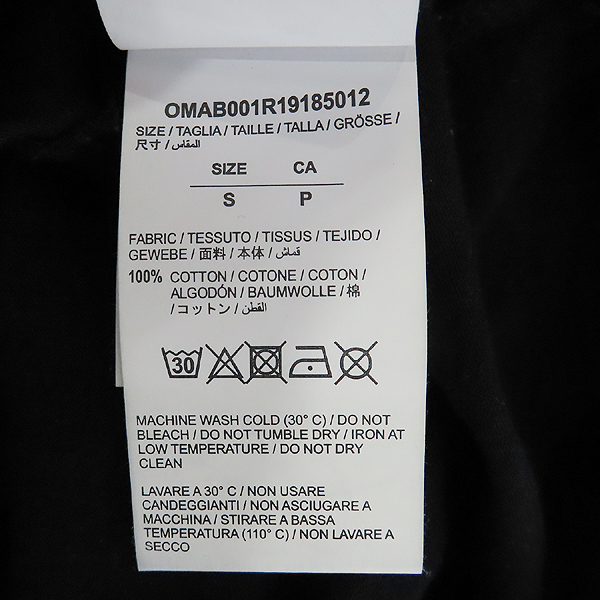 OMAB001R19185012
SIZE / TAGLIA / TAILLE / TALLA / GRÖSSE /
尺寸 / المقاس
SIZE CA
S P
FABRIC / TESSUTO / TISSUS / TEJIDO /
GEWEBE / 面料 / 本体 / قماش
100% COTTON / COTONE / COTON /
ALGODÓN / BAUMWOLLE / 棉
/ コットン / القطن
30
MACHINE WASH COLD (30° C) / DO NOT
BLEACH / DO NOT TUMBLE DRY / IRON AT
LOW TEMPERATURE / DO NOT DRY
CLEAN
LAVARE A 30° C / NON USARE
CANDEGGIANTI / NON ASCIUGARE A
MACCHINA / STIRARE A BASSA
TEMPERATURA (110° C) / NON LAVARE A
SECCO